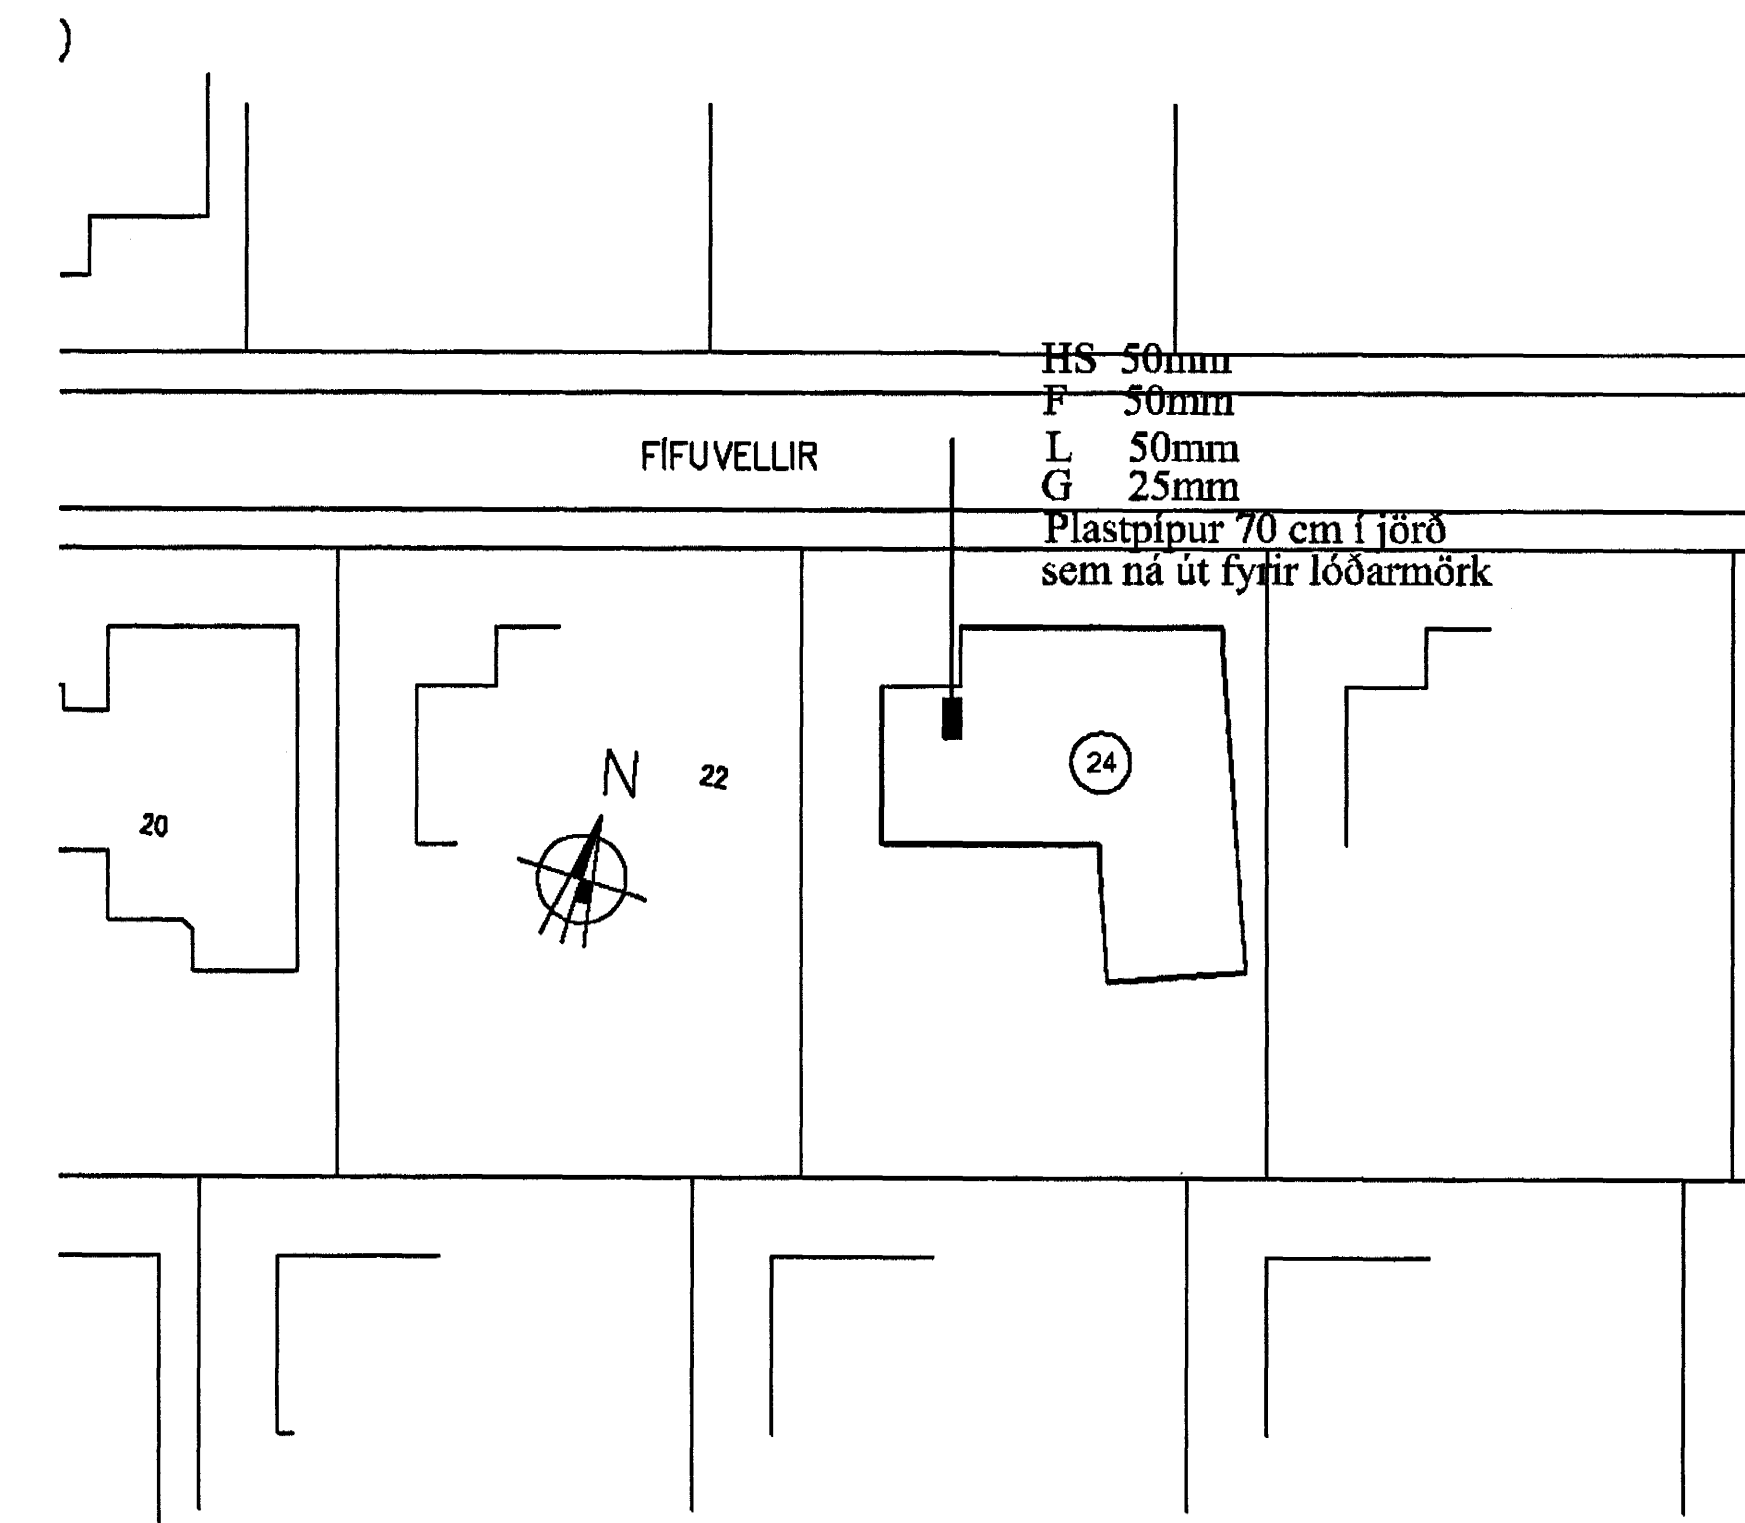 )
HS 50mm
F 50mm
FÍFUVELLIR
L 50mm
G 25mm
Plastpípur 70 cm í jörð
sem ná út fyrir lóðarmörk
N
22
24
20